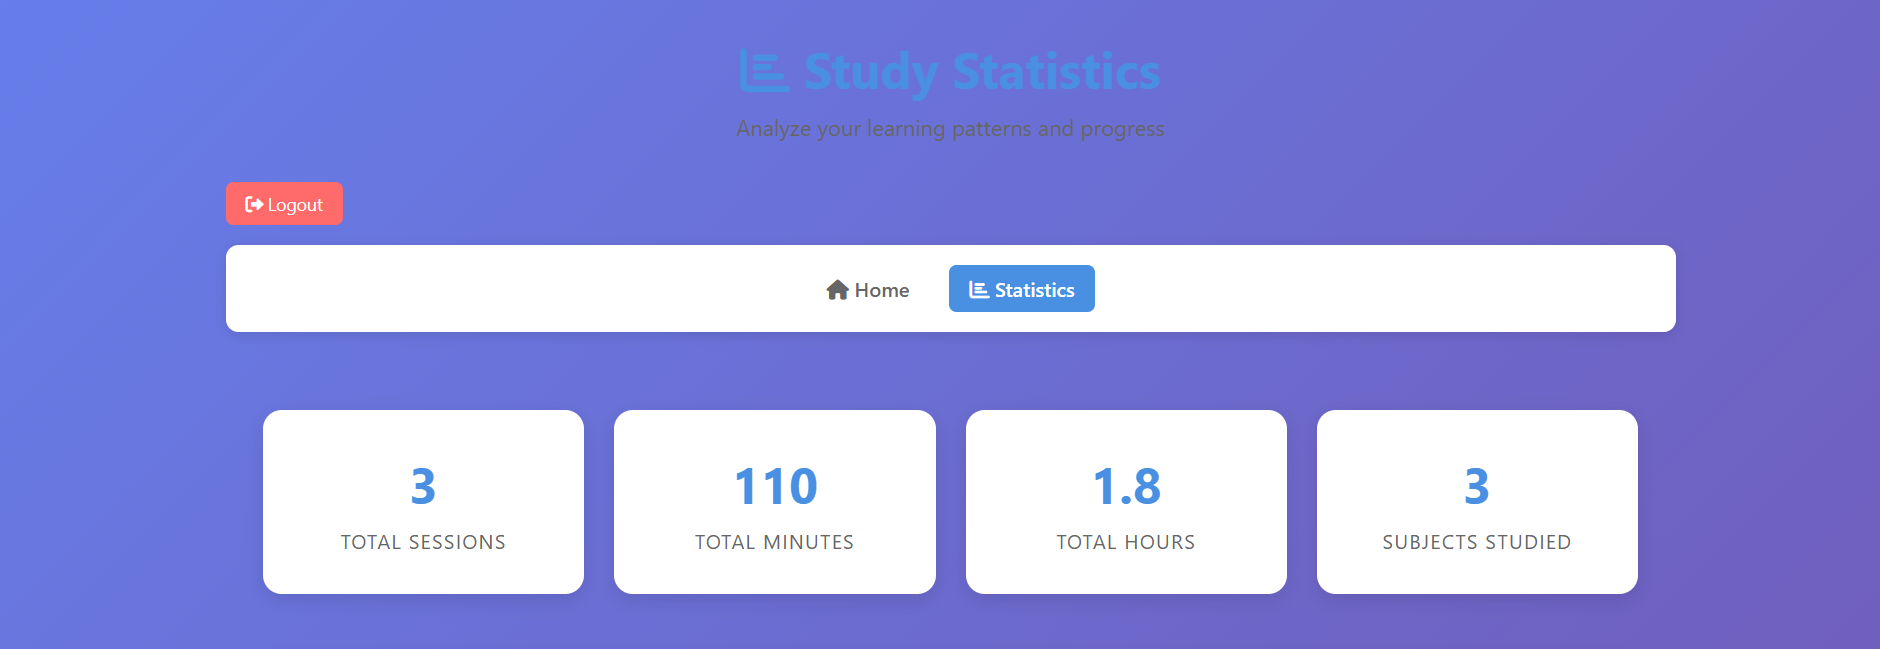 Study Statistics
Analyze your learning patterns and progress
Logout
Home
Statistics
3
TOTAL SESSIONS
110
TOTAL MINUTES
1.8
TOTAL HOURS
3
SUBJECTS STUDIED